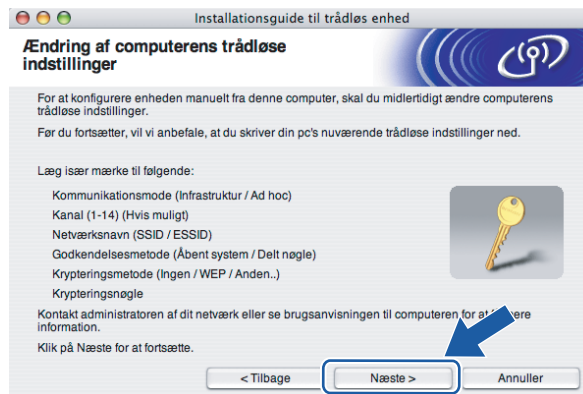 Installationsguide til trådløs enhed
Ændring af computerens trådløse
indstillinger
For at konfigurere enheden manuelt fra denne computer, skal du midlertidigt ændre computerens
trådløse indstillinger.
Før du fortsætter, vil vi anbefale, at du skriver din pc's nuværende trådløse indstillinger ned.
Læg især mærke til følgende:
Kommunikationsmode (Infrastruktur / Ad hoc)
Kanal (1-14) (Hvis muligt)
Netværksnavn (SSID / ESSID)
Godkendelsesmetode (Åbent system / Delt nøgle)
Krypteringsmetode (Ingen / WEP / Anden..)
Krypteringsnøgle
Kontakt administratoren af dit netværk eller se brugsanvisningen til computeren for at
information.
Klik på Næste for at fortsætte.
< Tilbage
Næste >
Annuller